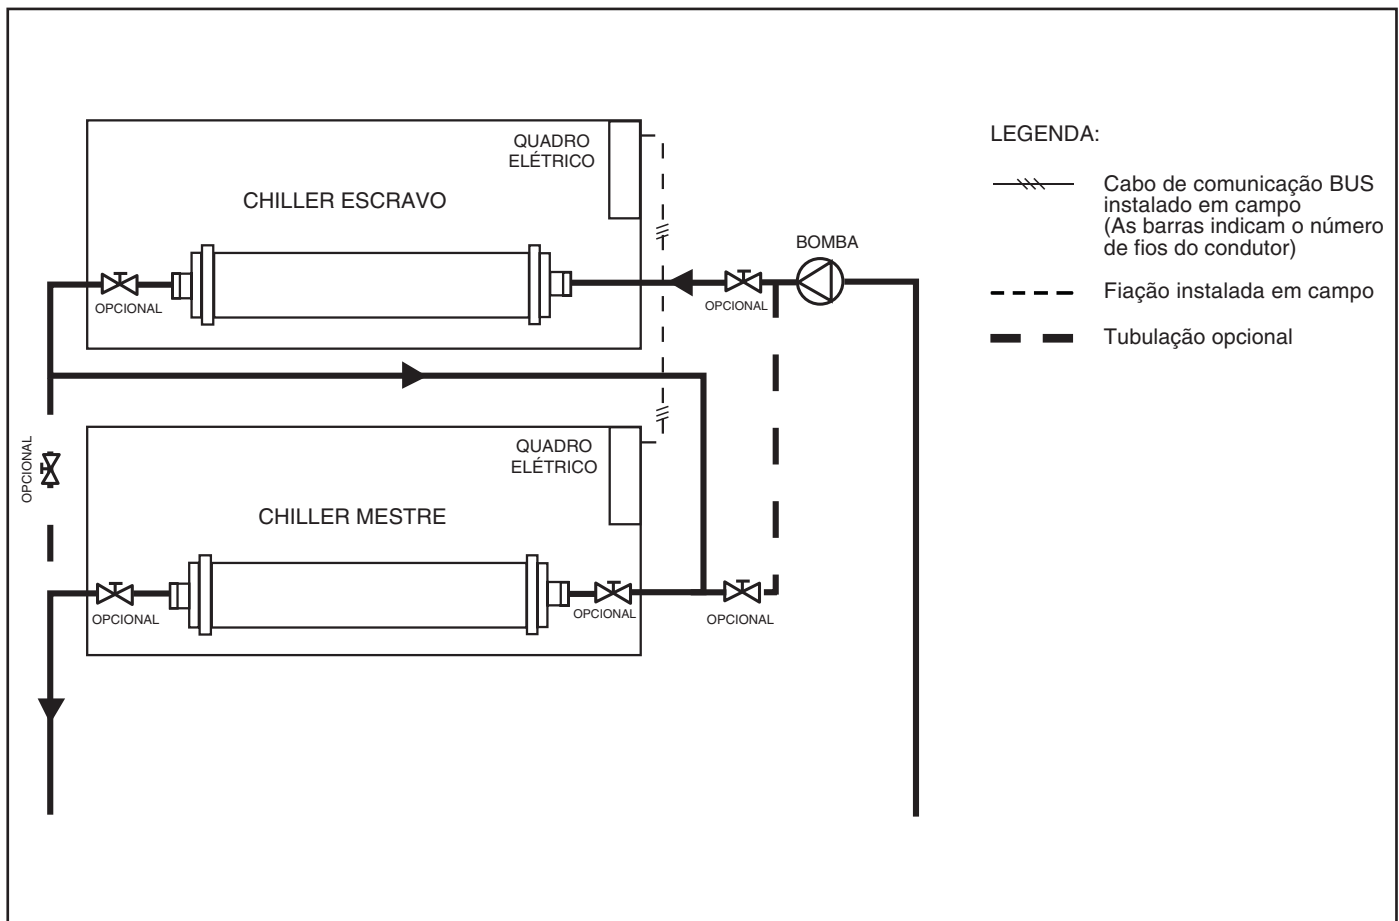 QUADRO
ELÉTRICO
CHILLER ESCRAVO
OPCIONAL
BOMBA
OPCIONAL
LEGENDA:
Cabo de comunicação BUS
instalado em campo
(As barras indicam o número
de fios do condutor)
Fiação instalada em campo
Tubulação opcional
OPCIONAL
QUADRO
ELÉTRICO
CHILLER MESTRE
OPCIONAL
OPCIONAL
OPCIONAL